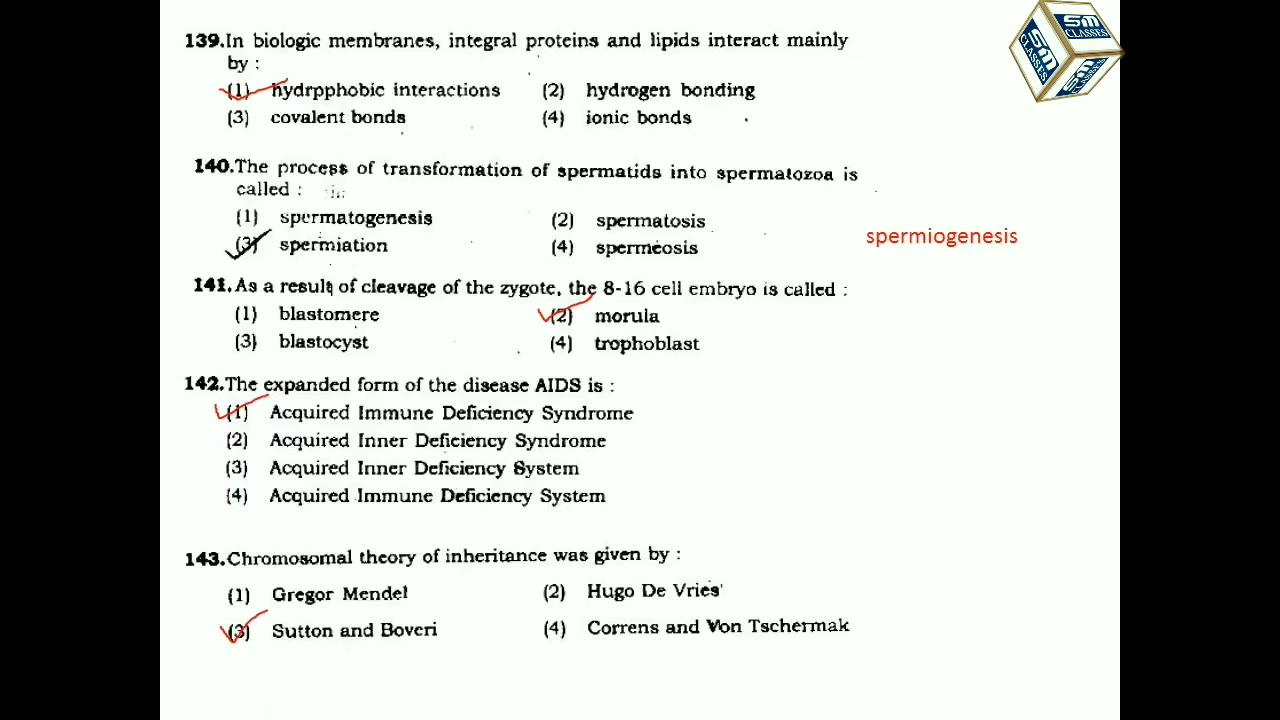 139.In biologic membranes, integral proteins and lipids interact mainly
by :
(1) hydrpphobic interactions (2) hydrogen bonding
(3) covalent bonds (4) ionic bonds
140.The process of transformation of spermatids into spermatozoa is
called :
(1) spermatogenesis (2) spermatosis
(3) spermiation (4) spermeosis
spermiogenesis
141.As a result of cleavage of the zygote, the 8-16 cell embryo is called :
(1) blastomere (2) morula
(3) blastocyst (4) trophoblast
142.The expanded form of the disease AIDS is :
(1) Acquired Immune Deficiency Syndrome
(2) Acquired Inner Deficiency Syndrome
(3) Acquired Inner Deficiency System
(4) Acquired Immune Deficiency System
143.Chromosomal theory of inheritance was given by :
(1) Gregor Mendel (2) Hugo De Vries
(3) Sutton and Boveri (4) Correns and Von Tschermak
SM
CLASSES
SM
CLASSES
SM
CLASSES